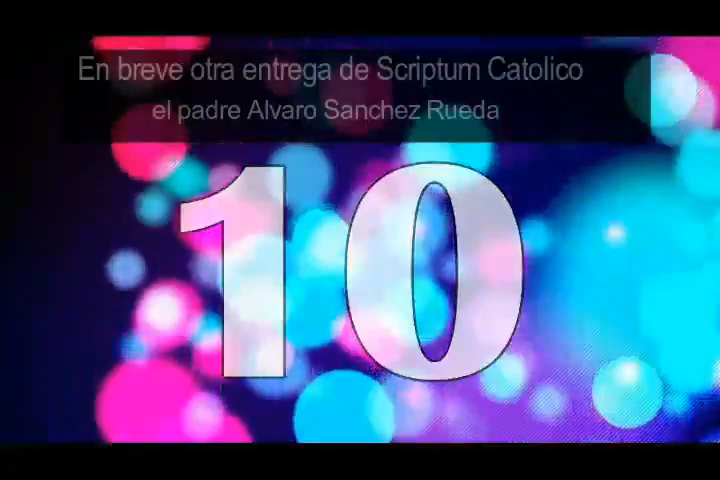 En breve otra entrega de Scriptum Catolico
el padre Alvaro Sanchez Rueda
10